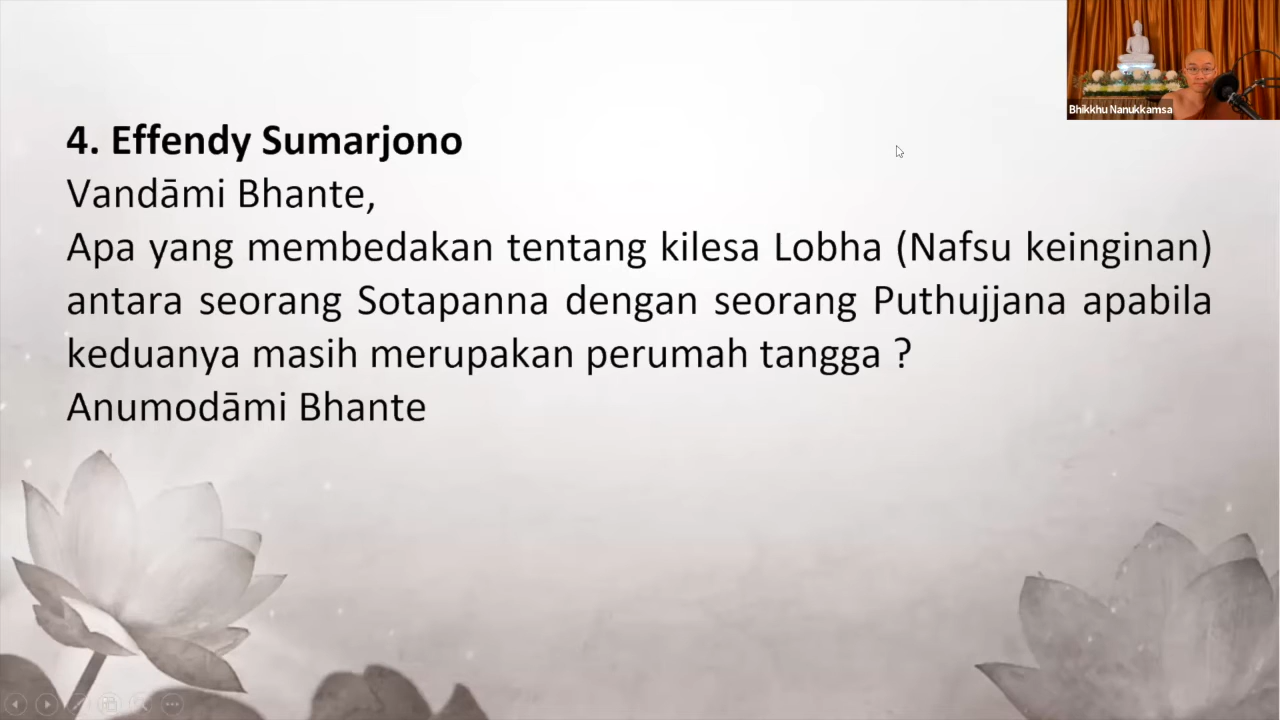 Bhikkhu Nanukkamsa
4. Effendy Sumarjono
Vandāmi Bhante,
Apa yang membedakan tentang kilesa Lobha (Nafsu keinginan)
antara seorang Sotapanna dengan seorang Puthujjana apabila
keduanya masih merupakan perumah tangga ?
Anumodāmi Bhante